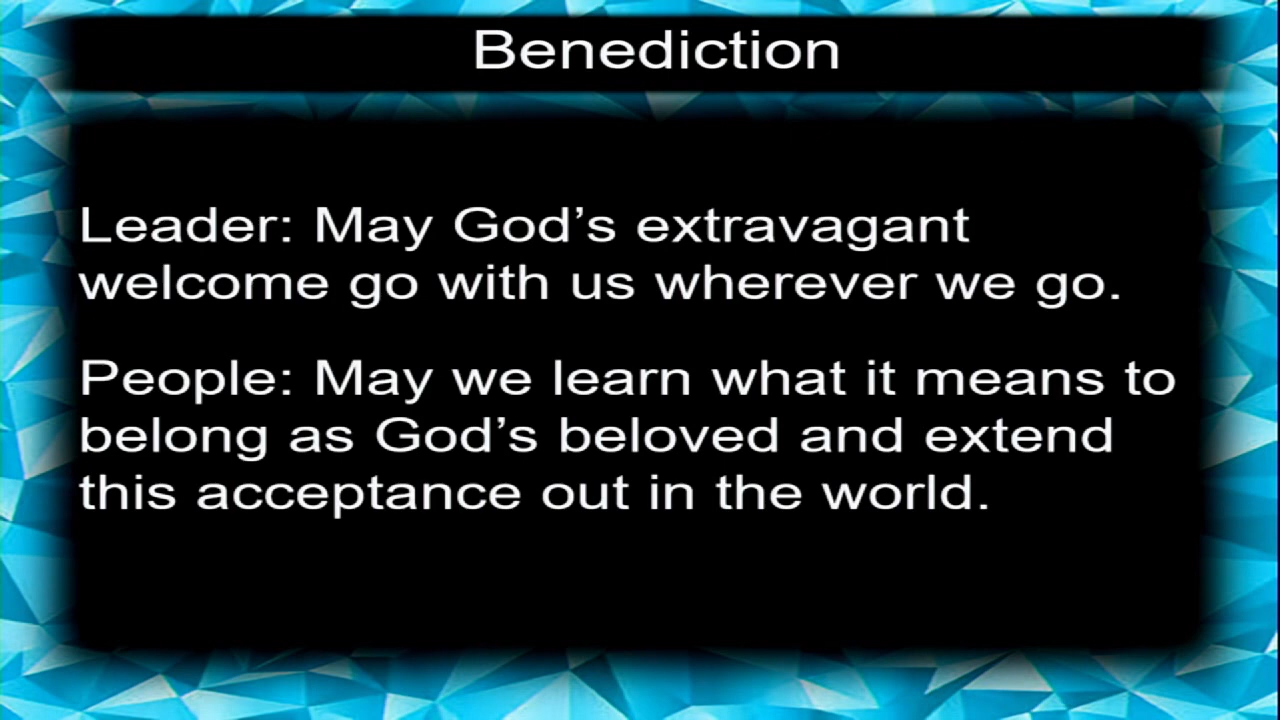 Benediction
Leader: May God’s extravagant
welcome go with us wherever we go.
People: May we learn what it means to
belong as God’s beloved and extend
this acceptance out in the world.